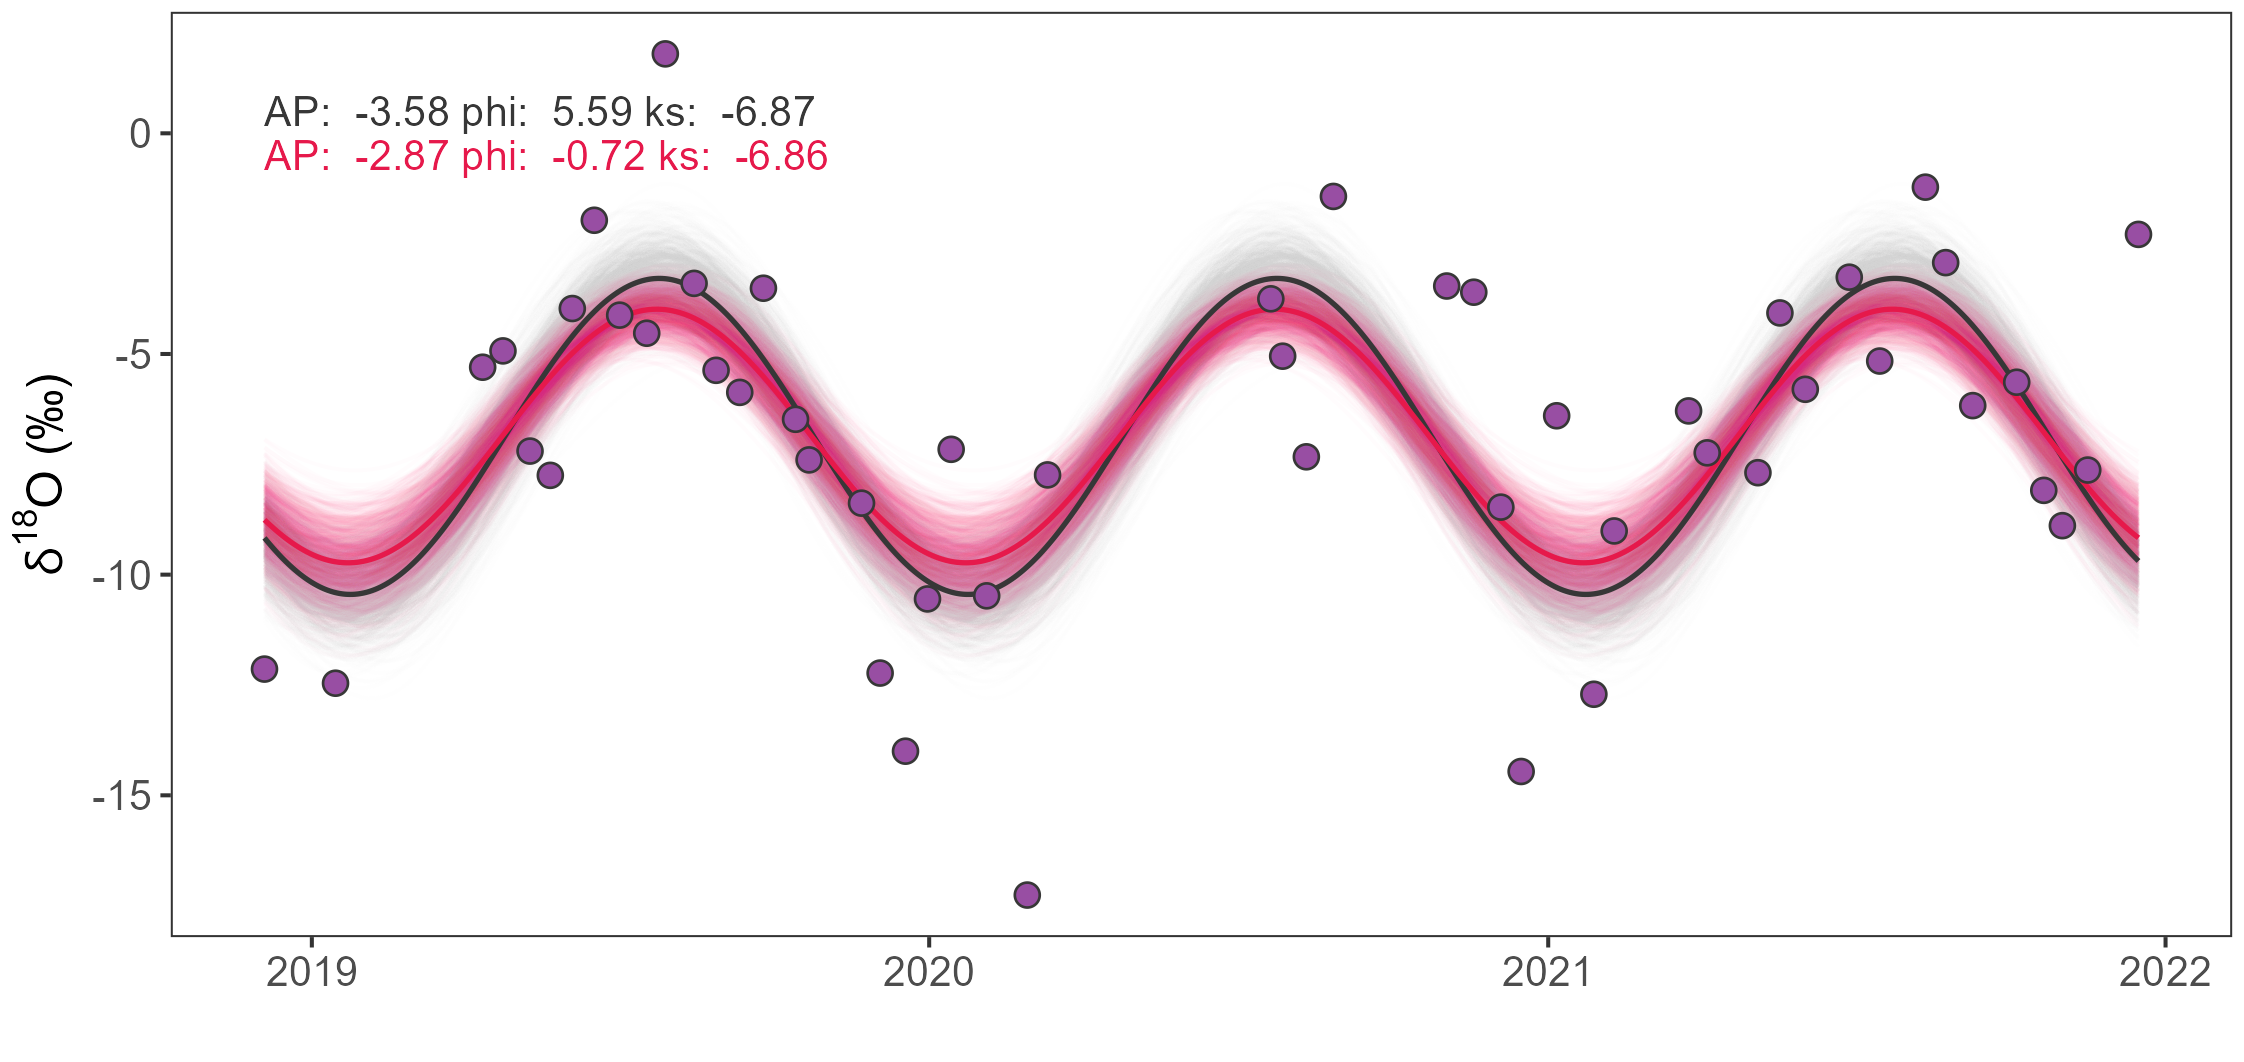 AP: -3.58 phi: 5.59 ks: -6.87
AP: -2.87 phi: -0.72 ks: -6.86
0
-5
-10
-15
δ18O (‰)
2019 2020 2021 2022